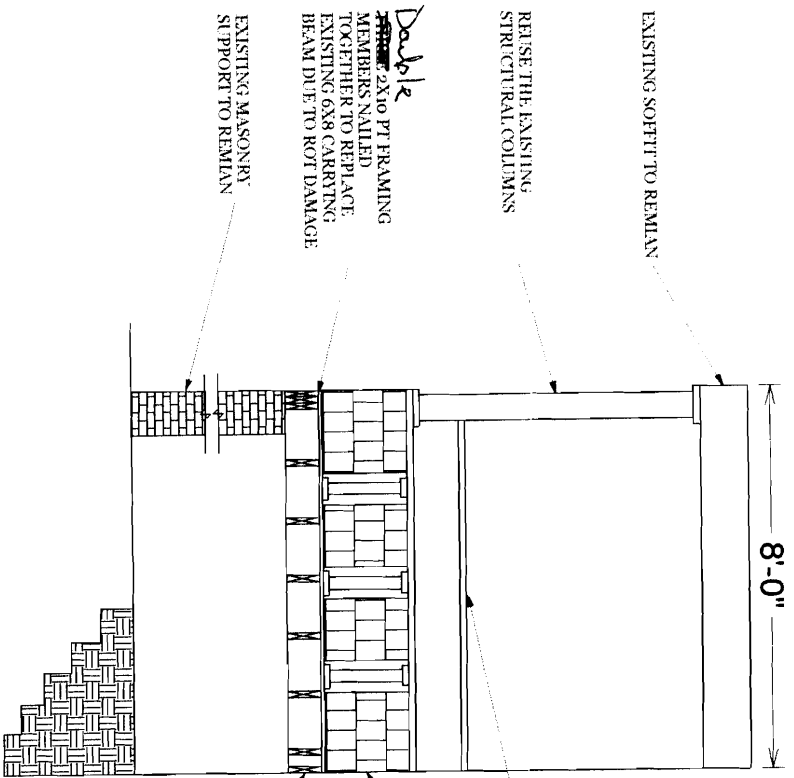 8'-0"
EXISTING SOFFIT TO REMIAN
REUSE THE EXISTING
STRUCTURAL COLUMNS
Double
2X10 PT FRAMING
MEMBERS NAILED
TOGETHER TO REPLACE
EXISTING 6X8 CARRYING
BEAM DUE TO ROT DAMAGE
EXISTING MASONRY
SUPPORT TO REMIAN